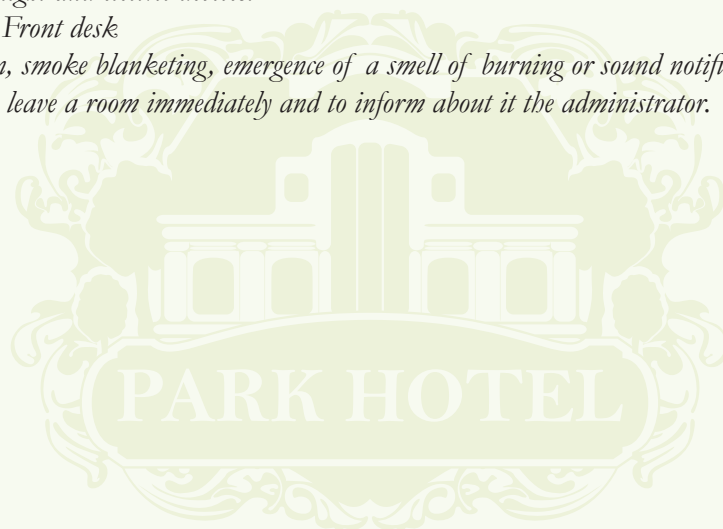 Front desk
, smoke blanketing, emergence of a smell of burning or sound
leave a room immediately and to inform about it the administrator.
PARK HOTEL